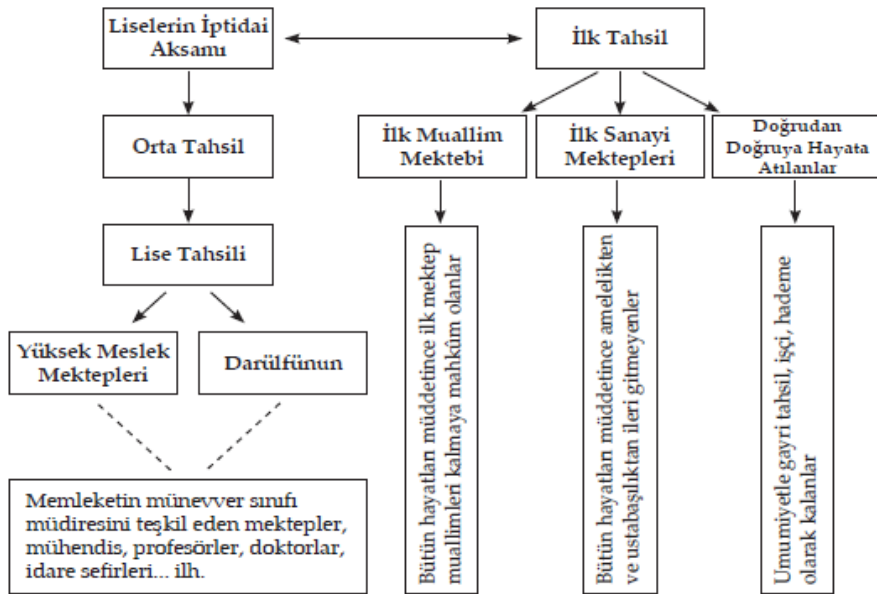 Liselerin İptidai
Aksamı
İlk Tahsil
Orta Tahsil
İlk Muallim
Mektebi
İlk Sanayi
Mektepleri
Doğrudan
Doğruya Hayata
Atılanlar
Lise Tahsili
Yüksek Meslek
Mektepleri
Darülfünun
Memleketin münevver sınıfı
müdiresini teşkil eden mektepler,
mühendis, profesörler, doktorlar,
idare sefirleri... ilh.
Bütün hayatları müddetince ilk mektep
muallimleri kalmaya mahkûm olanlar
Bütün hayatları müddetince amelelikten
ve ustabaşılıktan ileri gitmeyenler
Umumiyetle gayri tahsil, işçi, hademe
olarak kalanlar